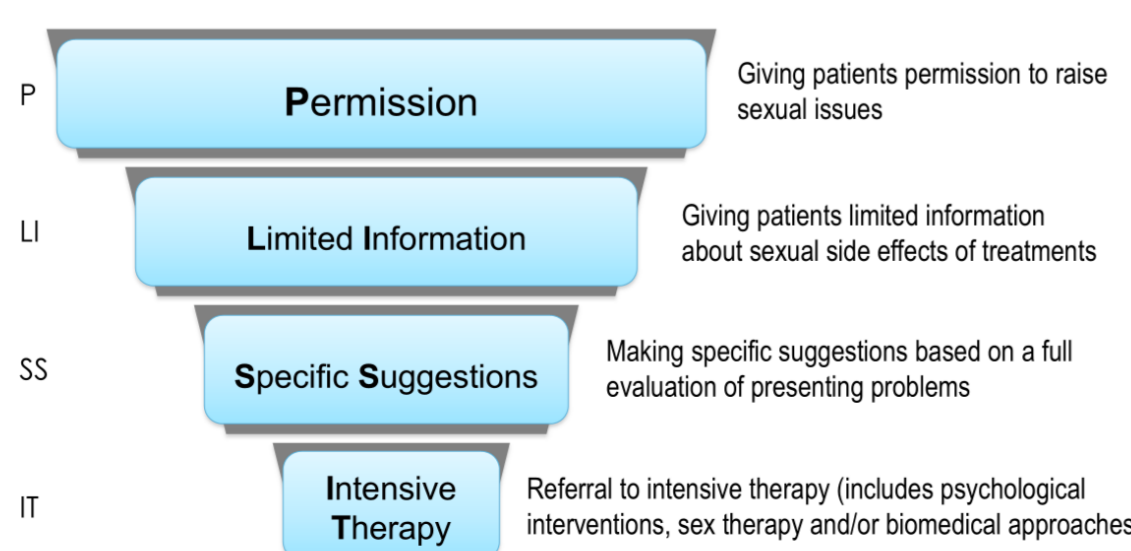 P
Permission
Giving patients permission to raise
sexual issues
LI
Limited Information
Giving patients limited information
about sexual side effects of treatments
SS
Specific Suggestions
Making specific suggestions based on a full
evaluation of presenting problems
IT
Intensive
Therapy
Referral to intensive therapy (includes psychological
interventions, sex therapy and/or biomedical approaches